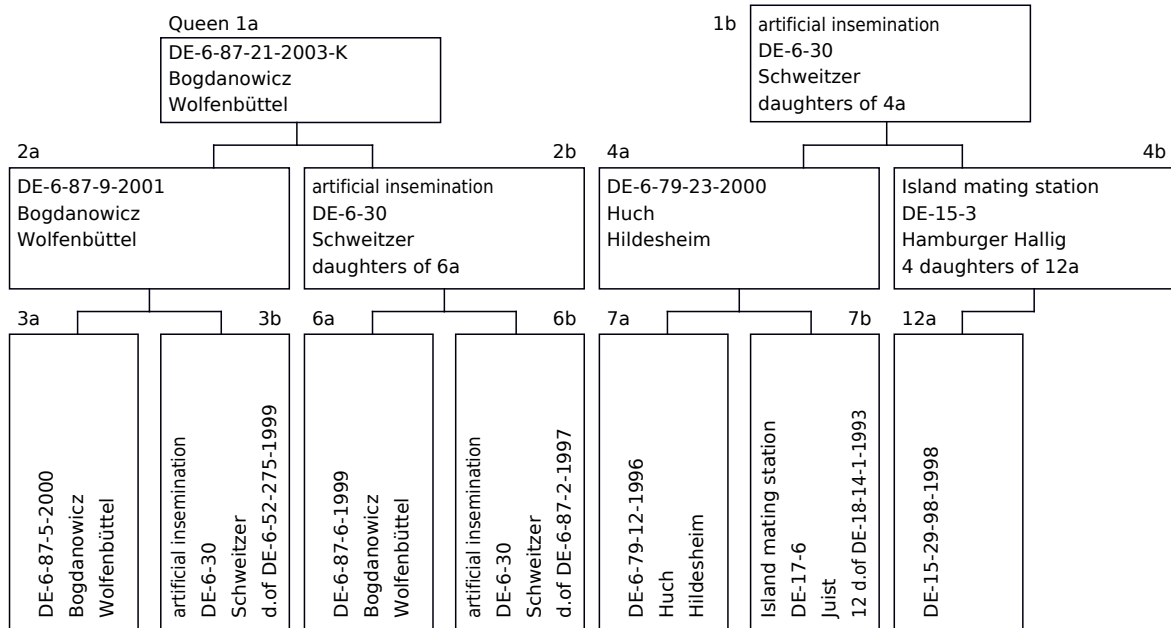 Queen 1a
DE-6-87-21-2003-K
Bogdanowicz
Wolfenbüttel
1b
artificial insemination
DE-6-30
Schweitzer
daughters of 4a
2a
DE-6-87-9-2001
Bogdanowicz
Wolfenbüttel
2b
artificial insemination
DE-6-30
Schweitzer
daughters of 6a
4a
DE-6-79-23-2000
Huch
Hildesheim
4b
Island mating station
DE-15-3
Hamburger Hallig
4 daughters of 12a
3a
DE-6-87-5-2000
Bogdanowicz
Wolfenbüttel
3b
artificial insemination
DE-6-30
Schweitzer
d.of DE-6-52-275-1999
6a
DE-6-87-6-1999
Bogdanowicz
Wolfenbüttel
6b
artificial insemination
DE-6-30
Schweitzer
d.of DE-6-87-2-1997
7a
DE-6-79-12-1996
Huch
Hildesheim
7b
Island mating station
DE-17-6
Juist
12 d.of DE-18-14-1-1993
12a
DE-15-29-98-1998